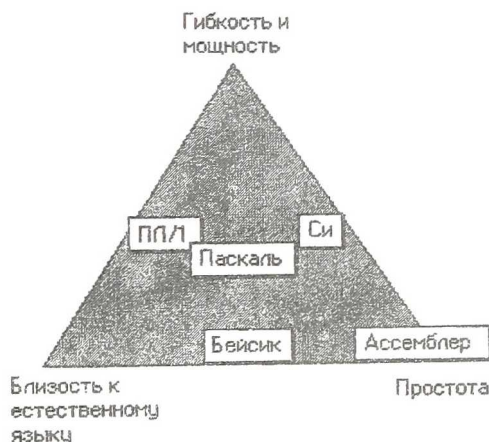 Гибкость и
мощность
ПЛ/1
Си
Паскаль
Бейсик
Ассемблер
Близость к
естественному
языку
Простота